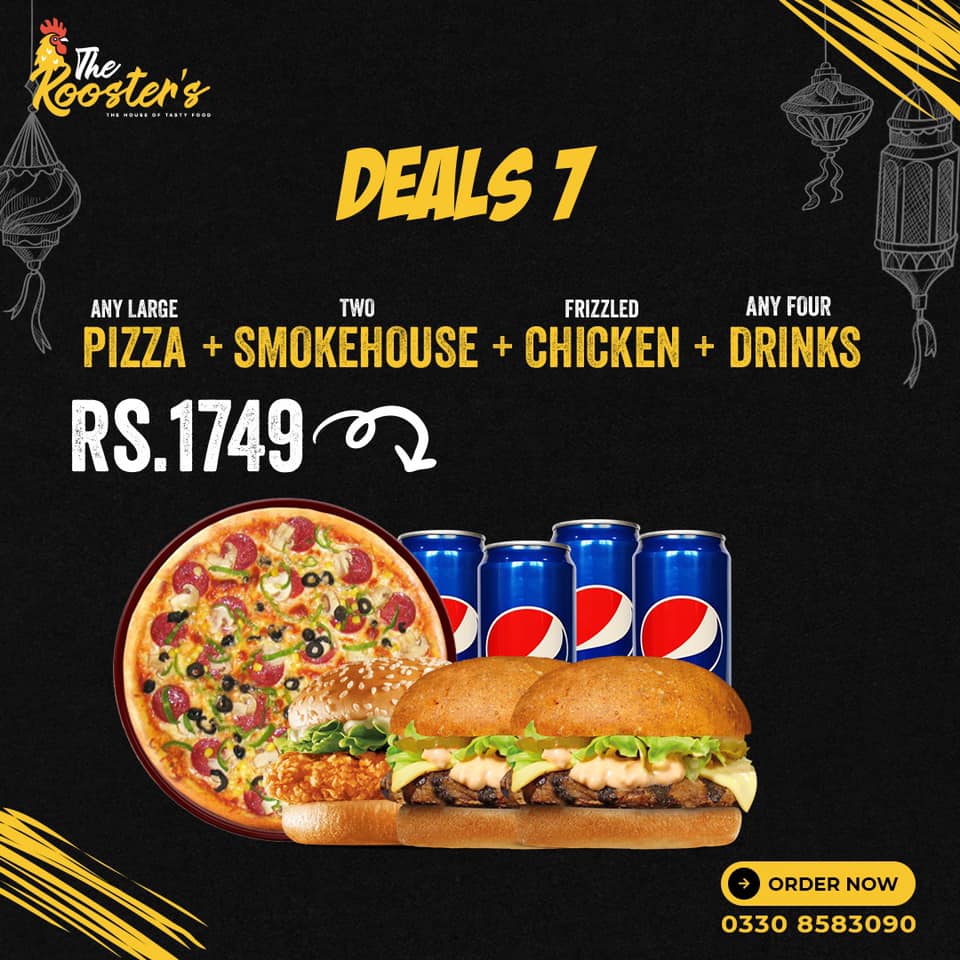 The
Rooster's
THE HOUSE OF TASTY FOOD
DEALS 7
ANY LARGE TWO FRIZZLED ANY FOUR
PIZZA + SMOKEHOUSE + CHICKEN + DRINKS
RS.1749
ORDER NOW
0330 8583090